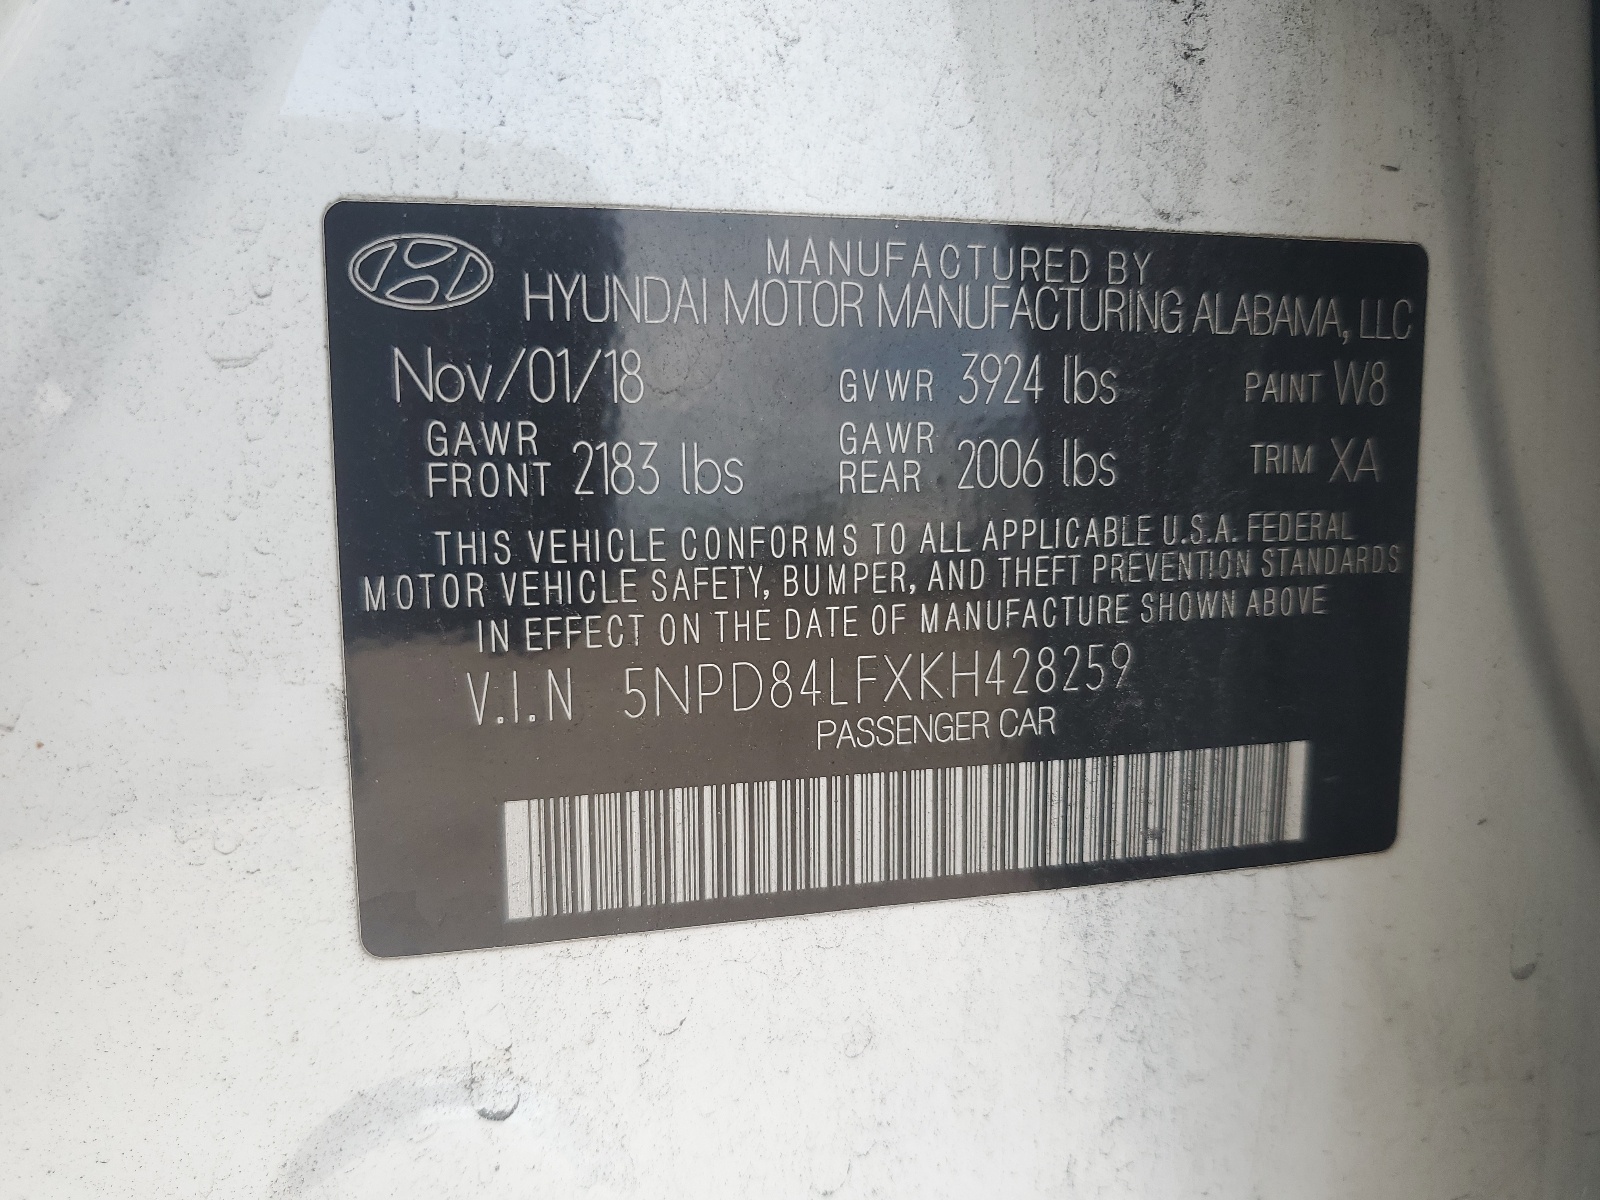 MANUFACTURED BY
HYUNDAI MOTOR MANUFACTURING ALABAMA, LLC
Nov/01/18 GVWR 3924 lbs PAINT W8
GAWR FRONT 2183 lbs GAWR REAR 2006 lbs TRIM XA
THIS VEHICLE CONFORMS TO ALL APPLICABLE U.S.A. FEDERAL
MOTOR VEHICLE SAFETY, BUMPER, AND THEFT PREVENTION STANDARDS
IN EFFECT ON THE DATE OF MANUFACTURE SHOWN ABOVE
V.I.N 5NPD84LFXKH428259
PASSENGER CAR